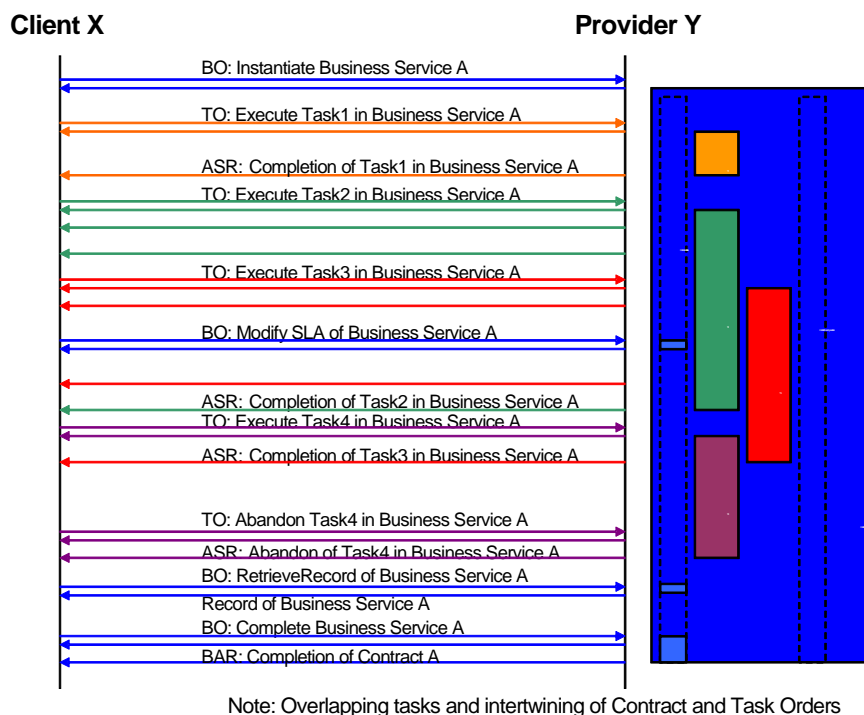 Client X
Provider Y
BO: Instantiate Business Service A
TO: Execute Task1 in Business Service A
ASR: Completion of Task1 in Business Service A
TO: Execute Task2 in Business Service A
TO: Execute Task3 in Business Service A
BO: Modify SLA of Business Service A
ASR: Completion of Task2 in Business Service A
TO: Execute Task4 in Business Service A
ASR: Completion of Task3 in Business Service A
TO: Abandon Task4 in Business Service A
ASR: Abandon of Task4 in Business Service A
BO: RetrieveRecord of Business Service A
Record of Business Service A
BO: Complete Business Service A
BAR: Completion of Contract A
Note: Overlapping tasks and intertwining of Contract and Task Orders